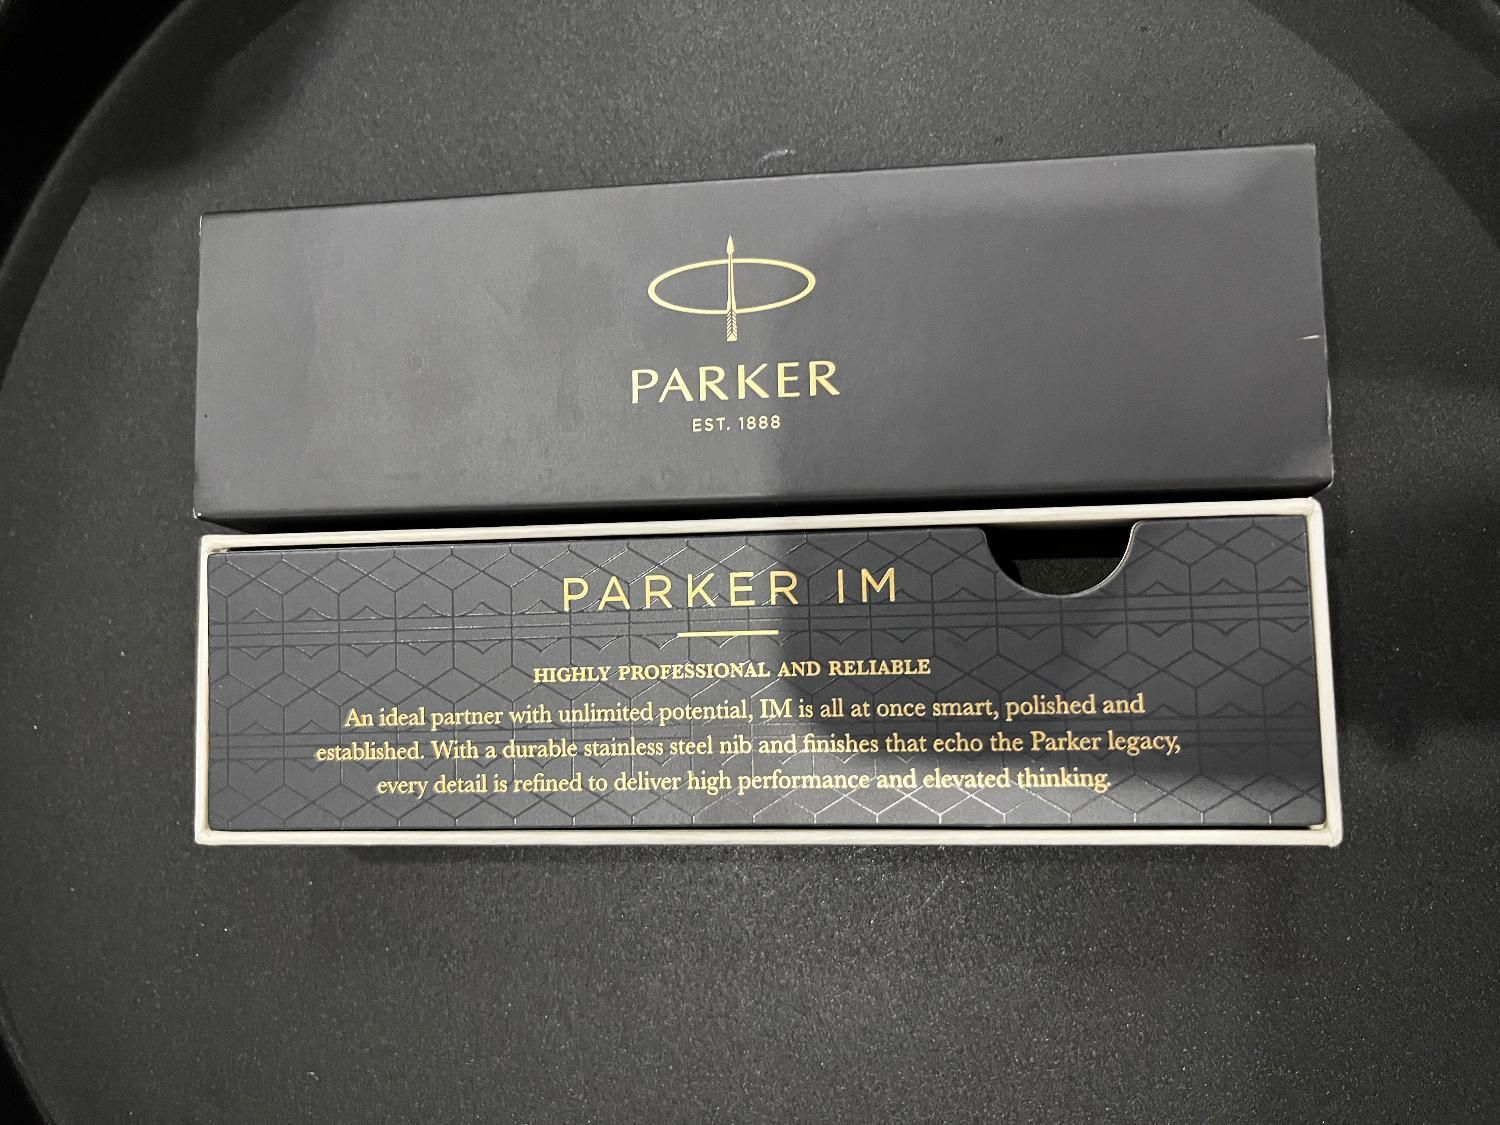 PARKER
EST. 1888
PARKER IM
HIGHLY PROFESSIONAL AND RELIABLE
An ideal partner with unlimited potential, IM is all at once smart, polished and
established. With a durable stainless steel nib and finishes that echo the Parker legacy,
every detail is refined to deliver high performance and elevated thinking.